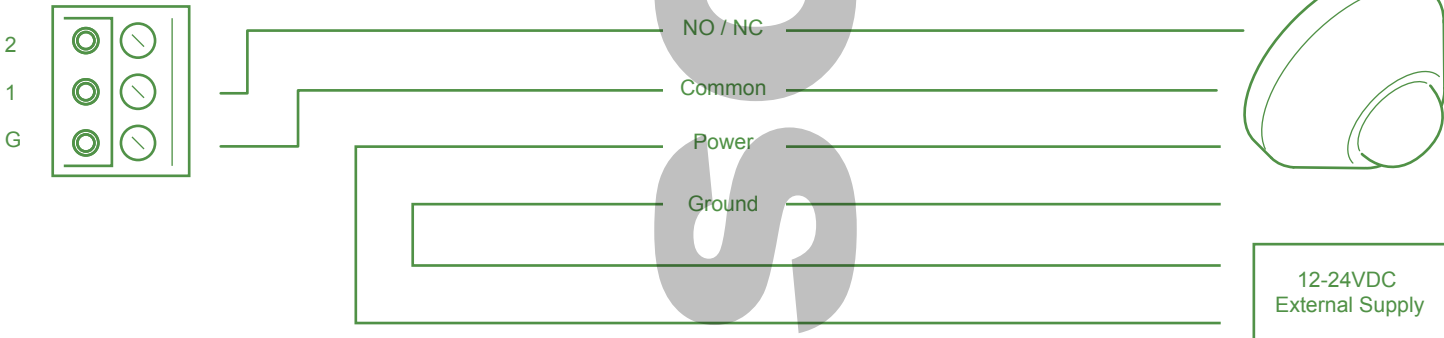 2
NO / NC
1
Common
G
Power
Ground
12-24VDC
External Supply